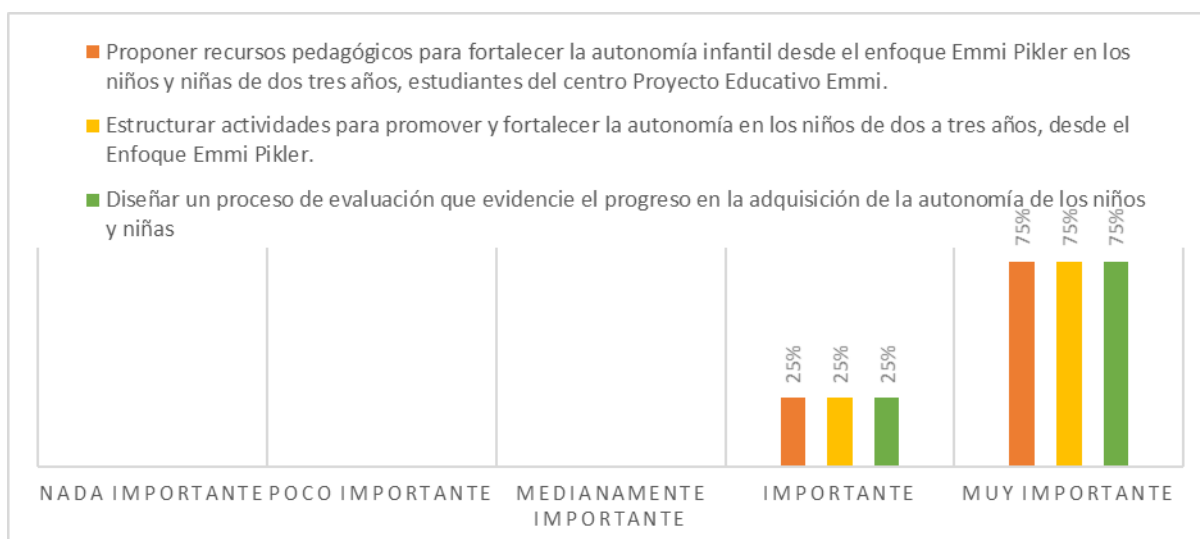 Proponer recursos pedagógicos para fortalecer la autonomía infantil desde el enfoque Emmi Pikler en los
niños y niñas de dos tres años, estudiantes del centro Proyecto Educativo Emmi.
Estructurar actividades para promover y fortalecer la autonomía en los niños de dos a tres años, desde el
Enfoque Emmi Pikler.
Diseñar un proceso de evaluación que evidencie el progreso en la adquisición de la autonomía de los niños
y niñas
25%
25%
25%
75%
75%
75%
NADA IMPORTANTE
POCO IMPORTANTE
MEDIANAMENTE
IMPORTANTE
IMPORTANTE
MUY IMPORTANTE